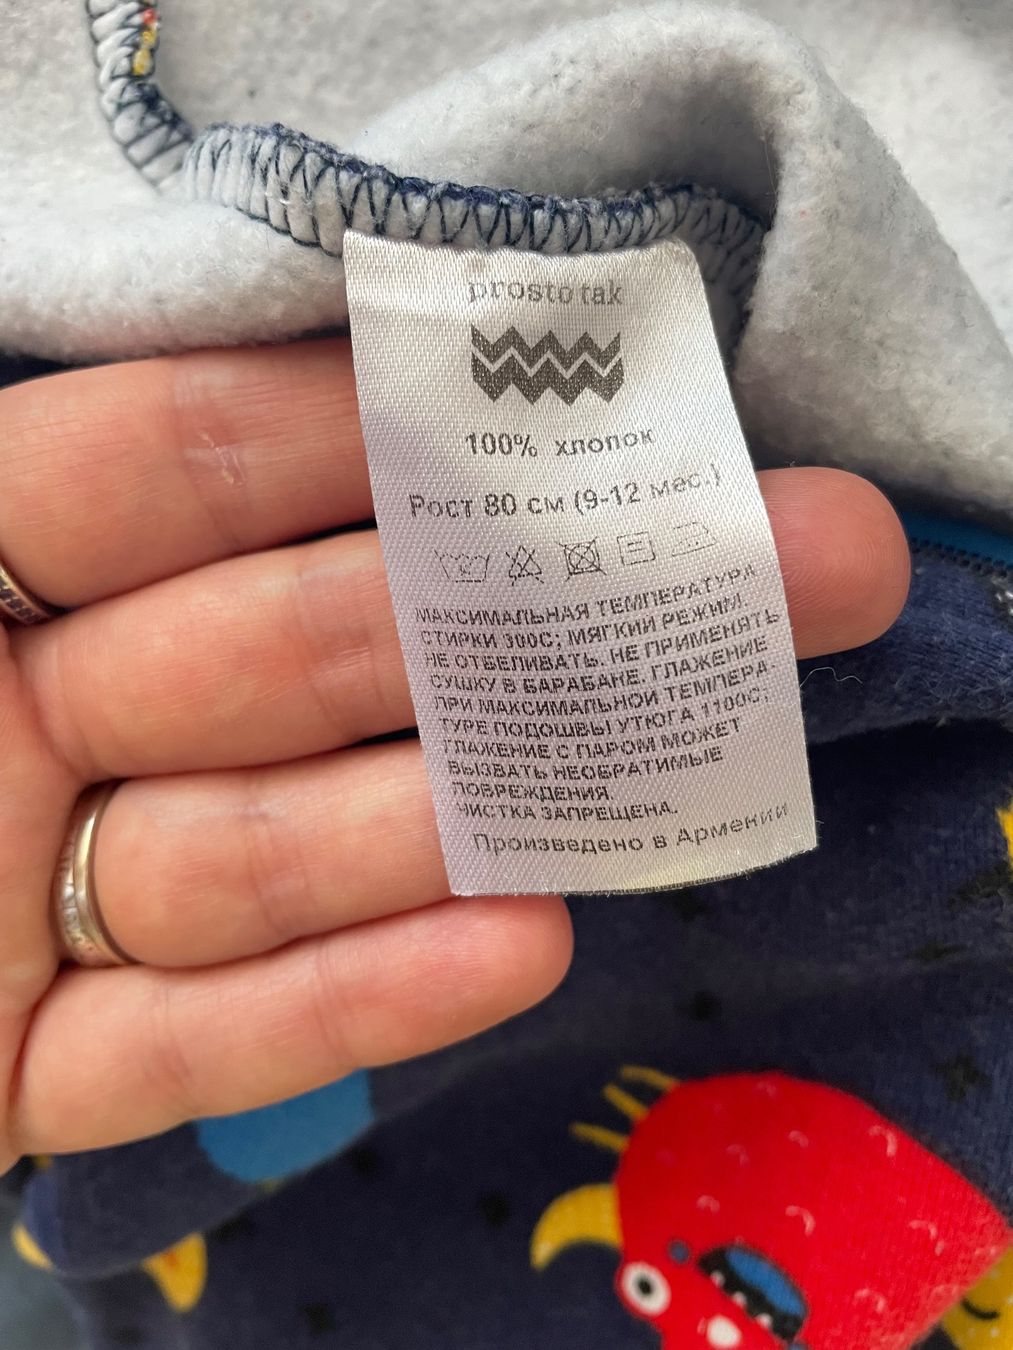 prosto tak
100% хлопок
Рост 80 см (9-12 мес.)
МАКСИМАЛЬНАЯ ТЕМПЕРАТУРА
СТИРКИ 300С; МЯГКИЙ РЕЖИМ.
НЕ ОТБЕЛИВАТЬ. НЕ ПРИМЕНЯТЬ
СУШКУ В БАРАБАНЕ. ГЛАЖЕНИЕ
ПРИ МАКСИМАЛЬНОЙ ТЕМПЕРА-
ТУРЕ ПОДОШВЫ УТЮГА 1100С;
ГЛАЖЕНИЕ С ПАРОМ МОЖЕТ
ВЫЗВАТЬ НЕОБРАТИМЫЕ
ПОВРЕЖДЕНИЯ.
ЧИСТКА ЗАПРЕЩЕНА.
Произведено в Армении